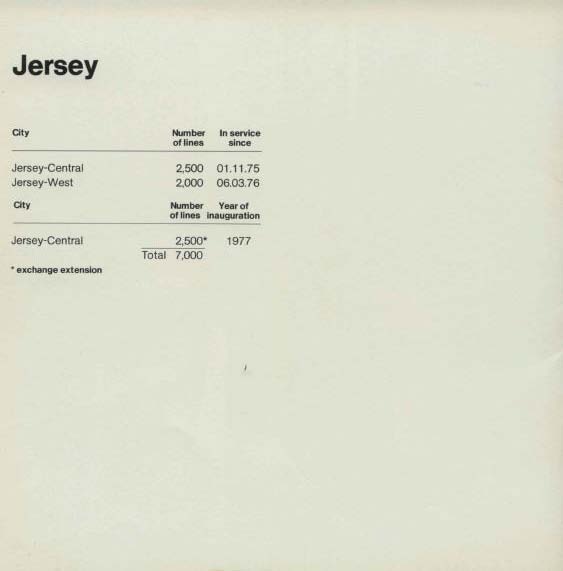 Jersey
City Number of lines In service since
Jersey-Central 2,500 01.11.75
Jersey-West 2,000 06.03.76
City Number of lines Year of inauguration
Jersey-Central 2,500* 1977
Total 7,000
* exchange extension